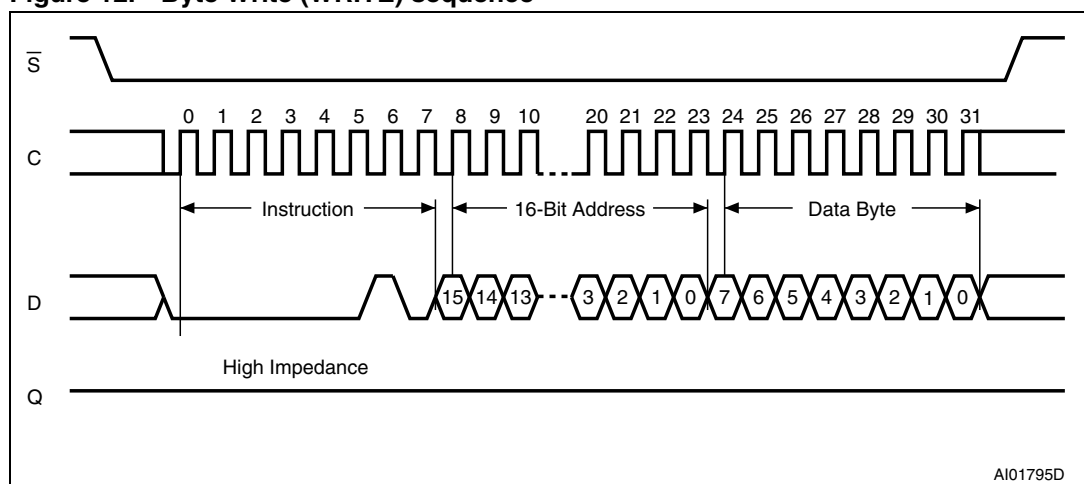 Figure 12. Byte Write (WRITE) sequence
S
0 1 2 3 4 5 6 7 8 9 10 20 21 22 23 24 25 26 27 28 29 30 31
C
Instruction 16-Bit Address Data Byte
D 15 14 13 3 2 1 0 7 6 5 4 3 2 1 0
High Impedance
Q
AI01795D